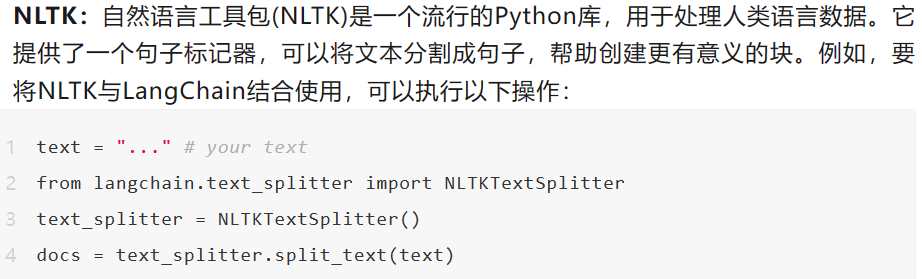 NLTK：自然语言工具包(NLTK)是一个流行的Python库，用于处理人类语言数据。它
提供了一个句子标记器，可以将文本分割成句子，帮助创建更有意义的块。例如，要
将NLTK与LangChain结合使用，可以执行以下操作：
1 text = "..." # your text
2 from langchain.text_splitter import NLTKTextSplitter
3 text_splitter = NLTKTextSplitter()
4 docs = text_splitter.split_text(text)